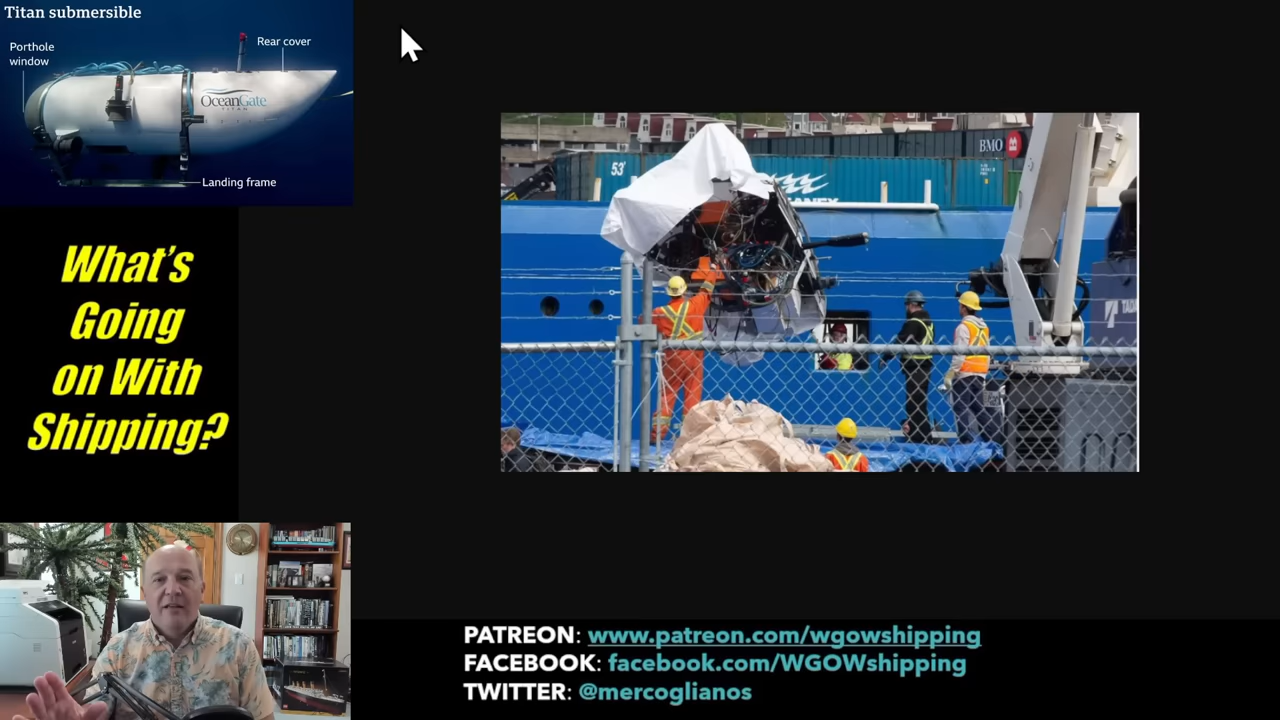 Titan submersible
Porthole
window
Rear cover
OceanGate
TITAN
Landing frame
What's
Going
on With
Shipping?
53'
BMO
PATREON: www.patreon.com/wgowshipping
FACEBOOK: facebook.com/WGOWshipping
TWITTER: @mercoglianos